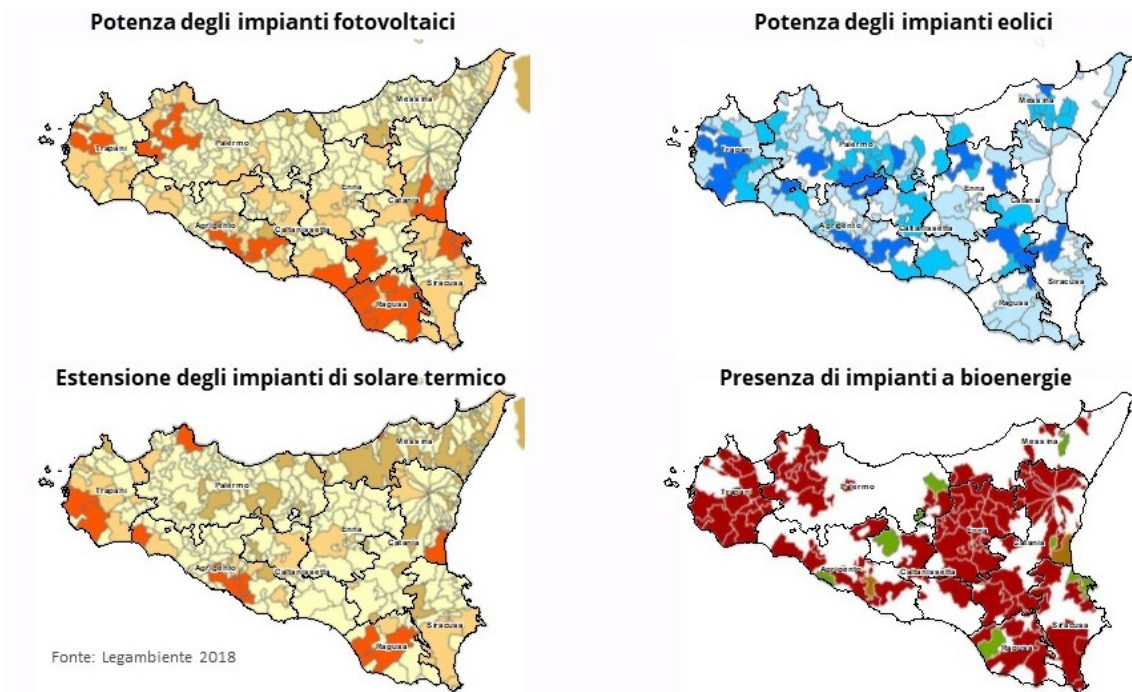 Potenza degli impianti fotovoltaici
Messina
Trapani
Palermo
Enna
Catania
Agrigento
Caltanissetta
Siracusa
Ragusa
Potenza degli impianti eolici
Messina
Trapani
Palermo
Enna
Catania
Agrigento
Caltanissetta
Siracusa
Ragusa
Estensione degli impianti di solare termico
Messina
Trapani
Palermo
Enna
Catania
Agrigento
Caltanissetta
Siracusa
Ragusa
Fonte: Legambiente 2018
Presenza di impianti a bioenergie
Messina
Trapani
Palermo
Enna
Catania
Agrigento
Caltanissetta
Siracusa
Ragusa